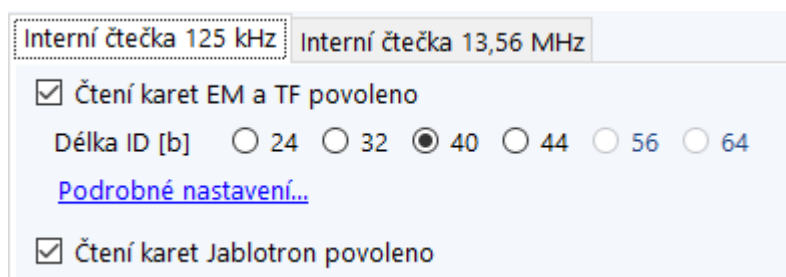 Interní čtečka 125 kHz Interní čtečka 13,56 MHz
Čtení karet EM a TF povoleno
Délka ID [b] 24 32 40 44 56 64
Podrobné nastavení...
Čtení karet Jablotron povoleno